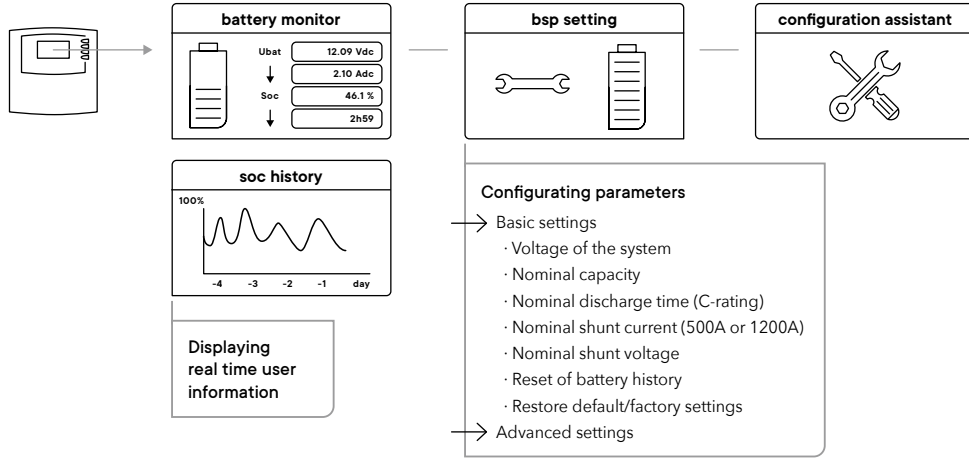 battery monitor
Ubat
12.09 Vdc
2.10 Adc
Soc
46.1 %
2h59
bsp setting
configuration assistant
soc history
100%
-4 -3 -2 -1 day
Displaying
real time user
information
Configurating parameters
Basic settings
· Voltage of the system
· Nominal capacity
· Nominal discharge time (C-rating)
· Nominal shunt current (500A or 1200A)
· Nominal shunt voltage
· Reset of battery history
· Restore default/factory settings
Advanced settings